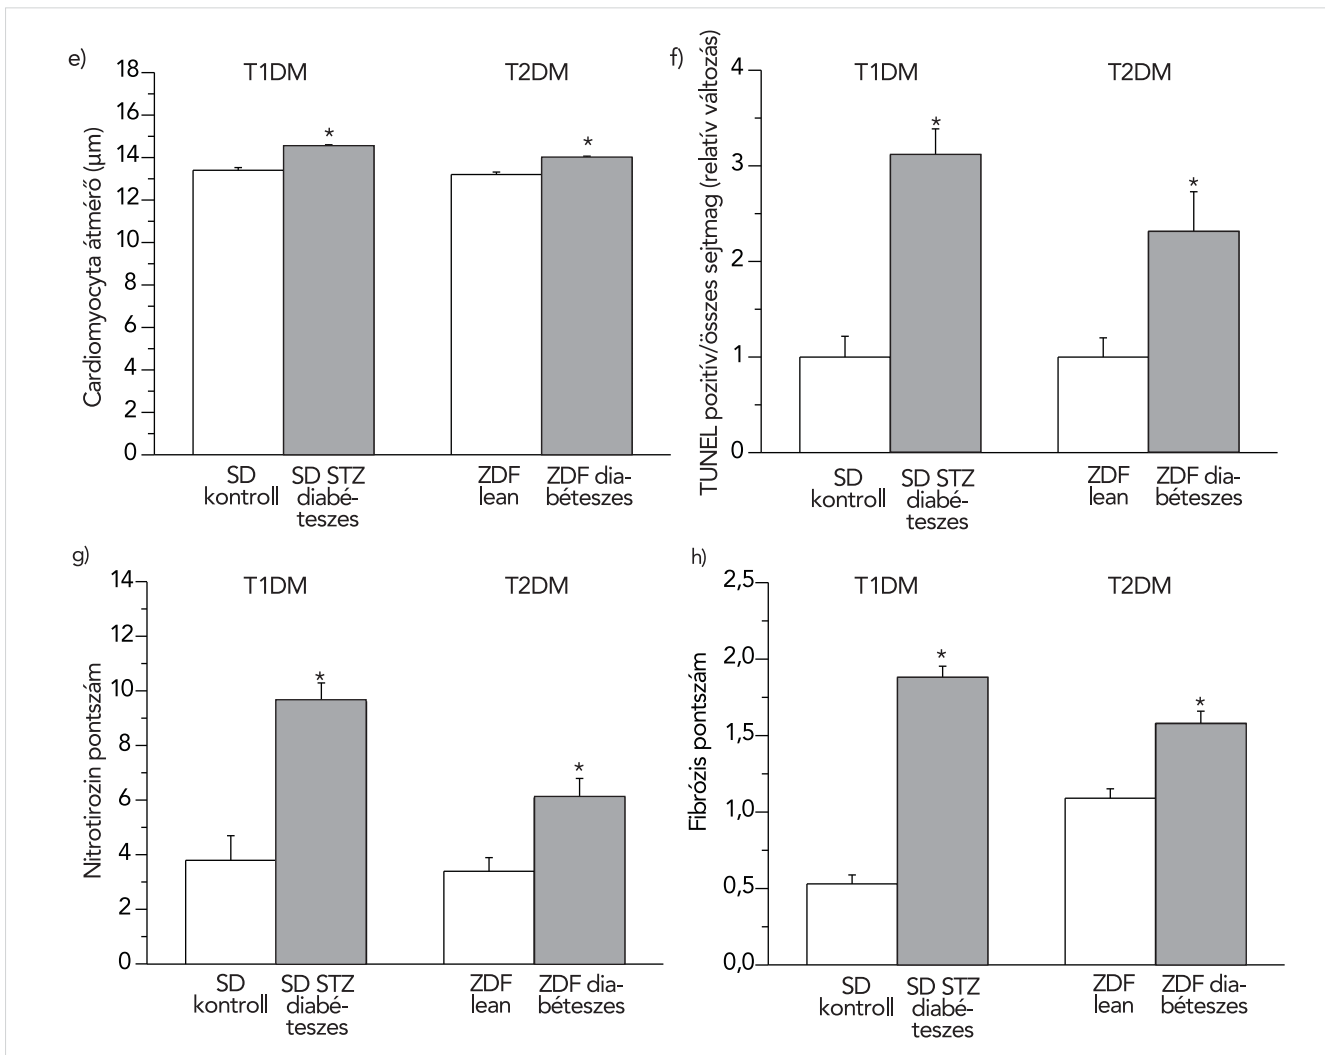 e)
T1DM
T2DM
Cardiomyocyta átmérő (µm)
18
16
14
12
10
8
6
4
2
0
*
*
SD
kontroll
SD STZ
diabé-
teszes
ZDF
lean
ZDF dia-
béteszes
f)
T1DM
T2DM
TUNEL pozitív/összes sejtmag (relatív változás)
4
3
2
1
0
*
*
SD
kontroll
SD STZ
diabé-
teszes
ZDF
lean
ZDF dia-
béteszes
g)
T1DM
T2DM
Nitrotirozin pontszám
14
12
10
8
6
4
2
0
*
*
SD
kontroll
SD STZ
diabé-
teszes
ZDF
lean
ZDF dia-
béteszes
h)
T1DM
T2DM
Fibrózis pontszám
2,5
2,0
1,5
1,0
0,5
0,0
*
*
SD
kontroll
SD STZ
diabé-
teszes
ZDF
lean
ZDF dia-
béteszes